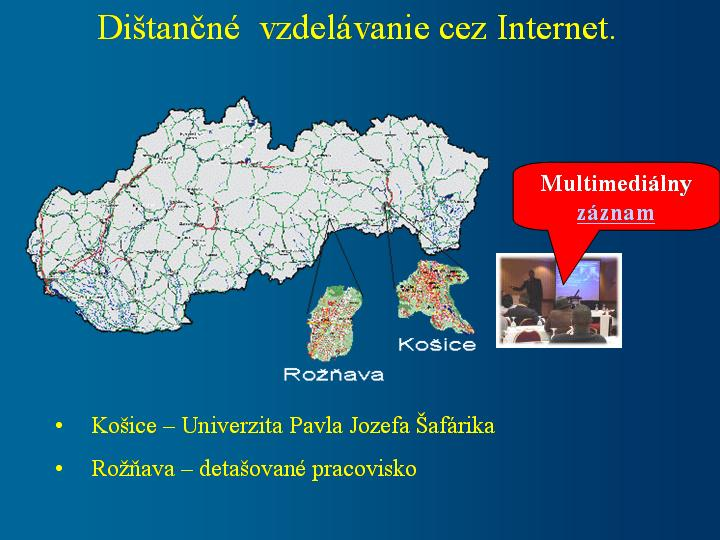 Dištančné vzdelávanie cez Internet.
Multimediálny
záznam
Košice
Rožňava
• Košice – Univerzita Pavla Jozefa Šafárika
• Rožňava – detašované pracovisko